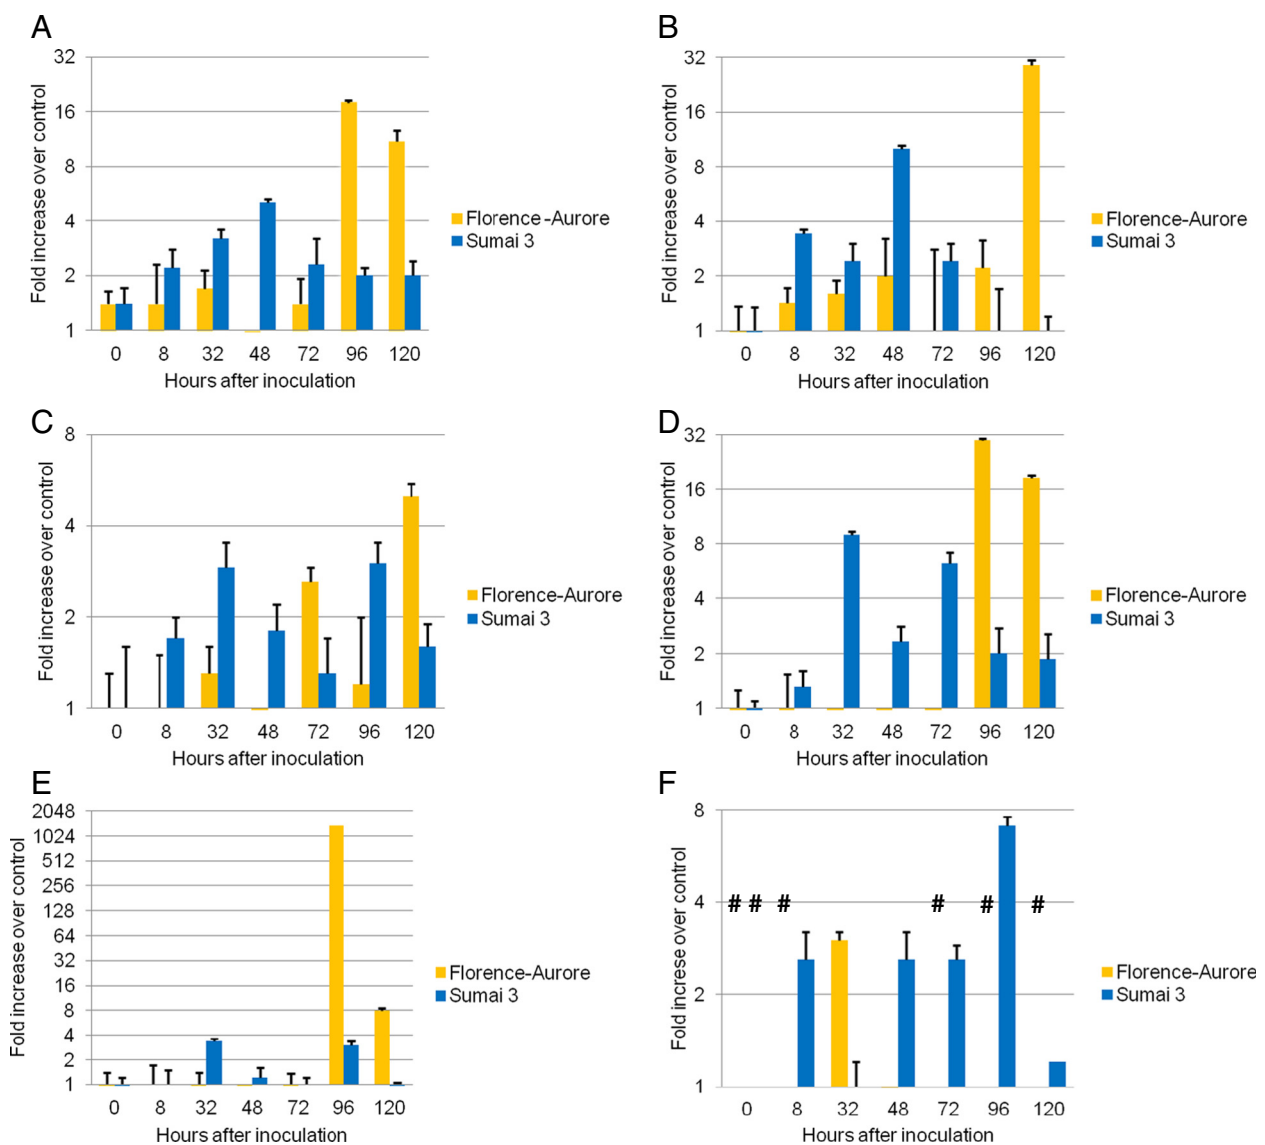 A
Fold increase over control
32
16
8
4
2
1
0 8 32 48 72 96 120
Hours after inoculation
Florence-Aurore
Sumai 3
B
Fold increase over control
32
16
8
4
2
1
0 8 32 48 72 96 120
Hours after inoculation
Florence-Aurore
Sumai 3
C
Fold increase over control
8
4
2
1
0 8 32 48 72 96 120
Hours after inoculation
Florence-Aurore
Sumai 3
D
Fold increase over control
32
16
8
4
2
1
0 8 32 48 72 96 120
Hours after inoculation
Florence-Aurore
Sumai 3
E
Fold increase over control
2048
1024
512
256
128
64
32
16
8
4
2
1
0 8 32 48 72 96 120
Hours after inoculation
Florence-Aurore
Sumai 3
F
Fold increse over control
8
4
2
1
# # # # # #
0 8 32 48 72 96 120
Hours after inoculation
Florence-Aurore
Sumai 3